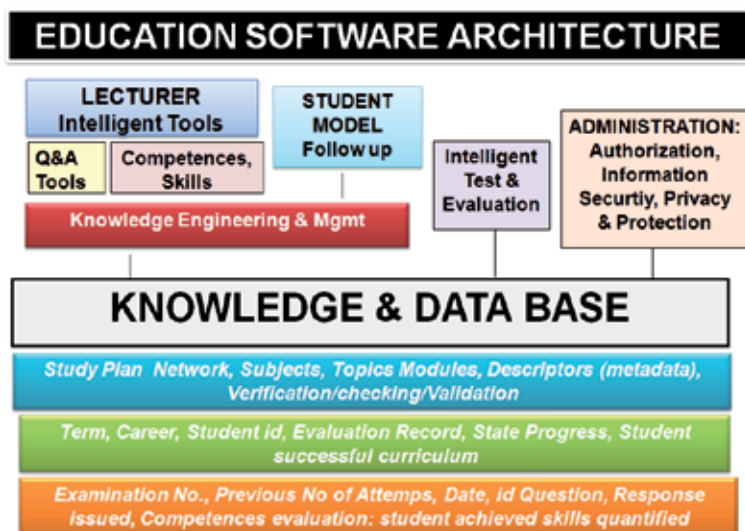 EDUCATION SOFTWARE ARCHITECTURE
LECTURER
Intelligent Tools
Q&A
Tools
Competences,
Skills
STUDENT
MODEL
Follow up
Knowledge Engineering & Mgmt
Intelligent
Test &
Evaluation
ADMINISTRATION:
Authorization,
Information
Securtiy, Privacy
& Protection
KNOWLEDGE & DATA BASE
Study Plan Network, Subjects, Topics Modules, Descriptors (metadata),
Verification/checking/Validation
Term, Career, Student id, Evaluation Record, State Progress, Student
successful curriculum
Examination No., Previous No of Attemps, Date, id Question, Response
issued, Competences evaluation: student achieved skills quantified